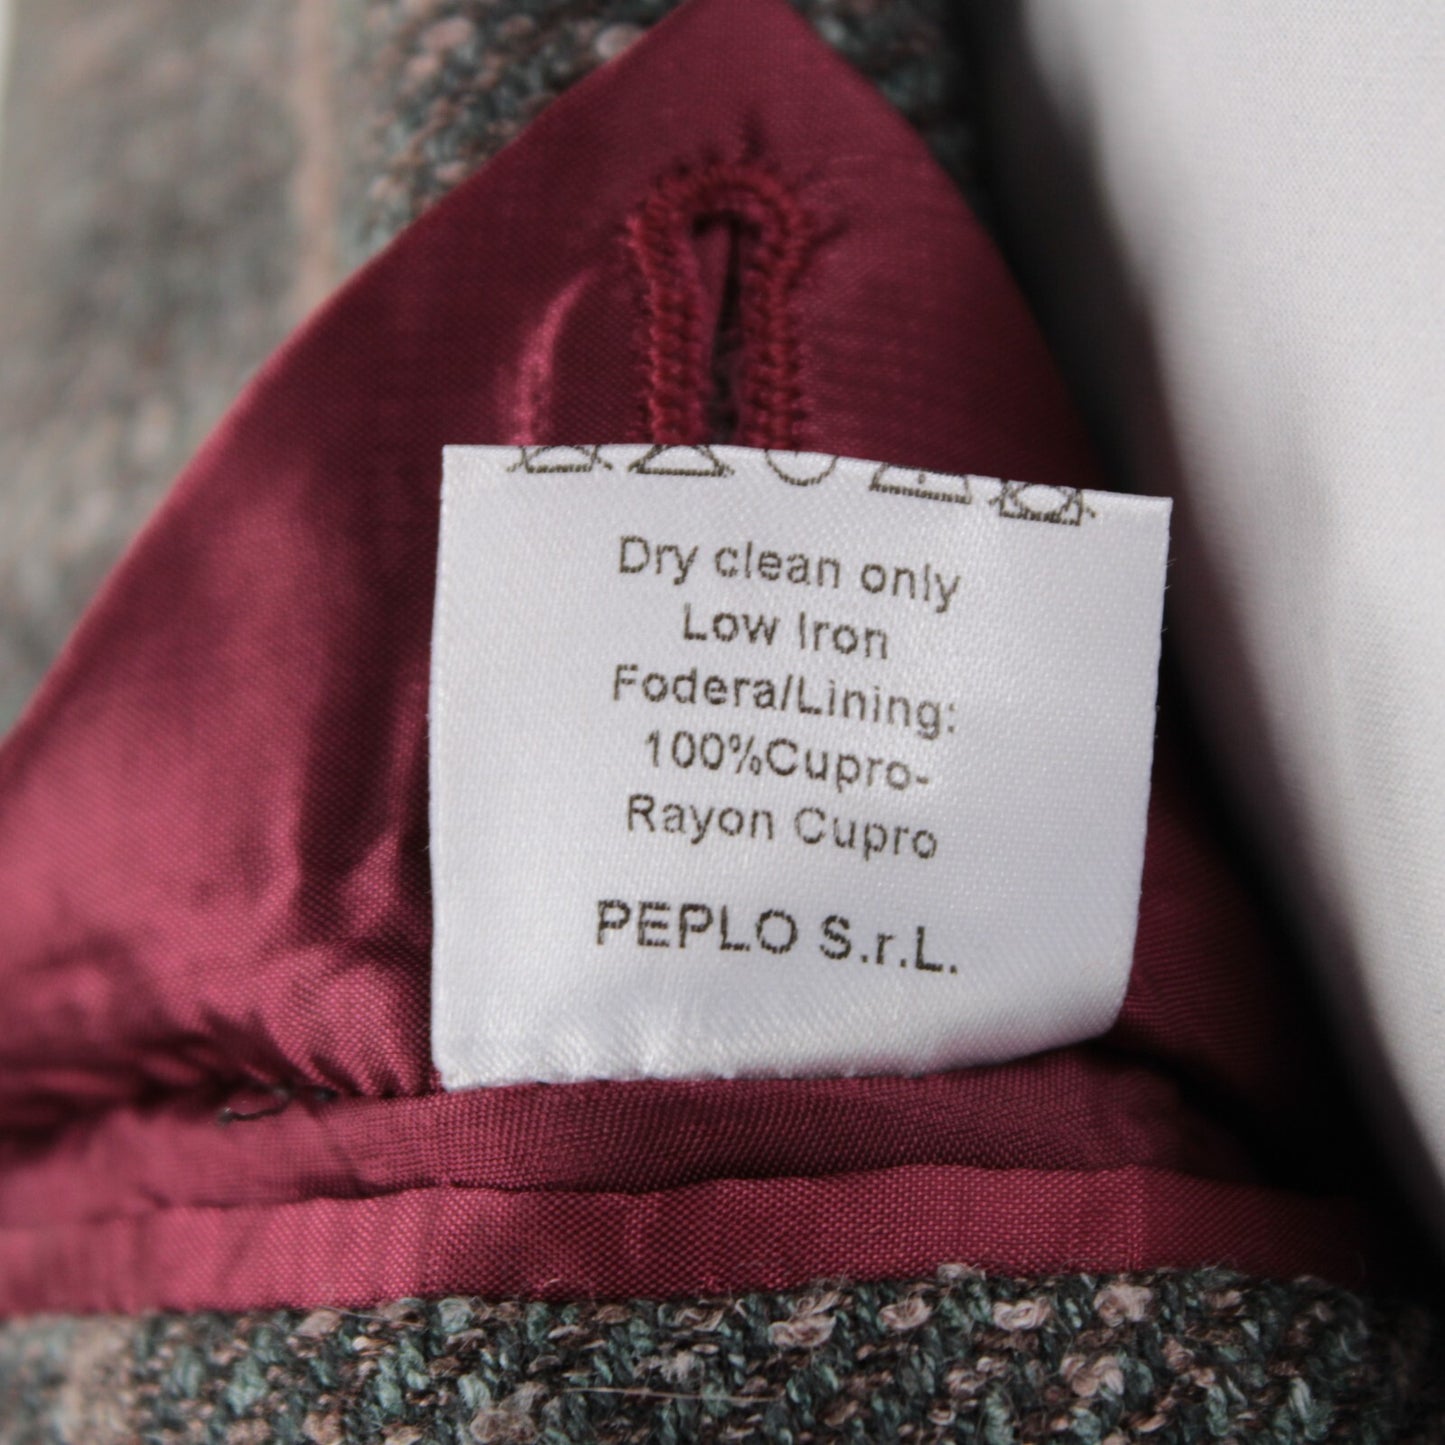 Dry clean only
Low Iron
Fodera/Lining:
100%Cupro-
Rayon Cupro
PEPLO S.r.L.